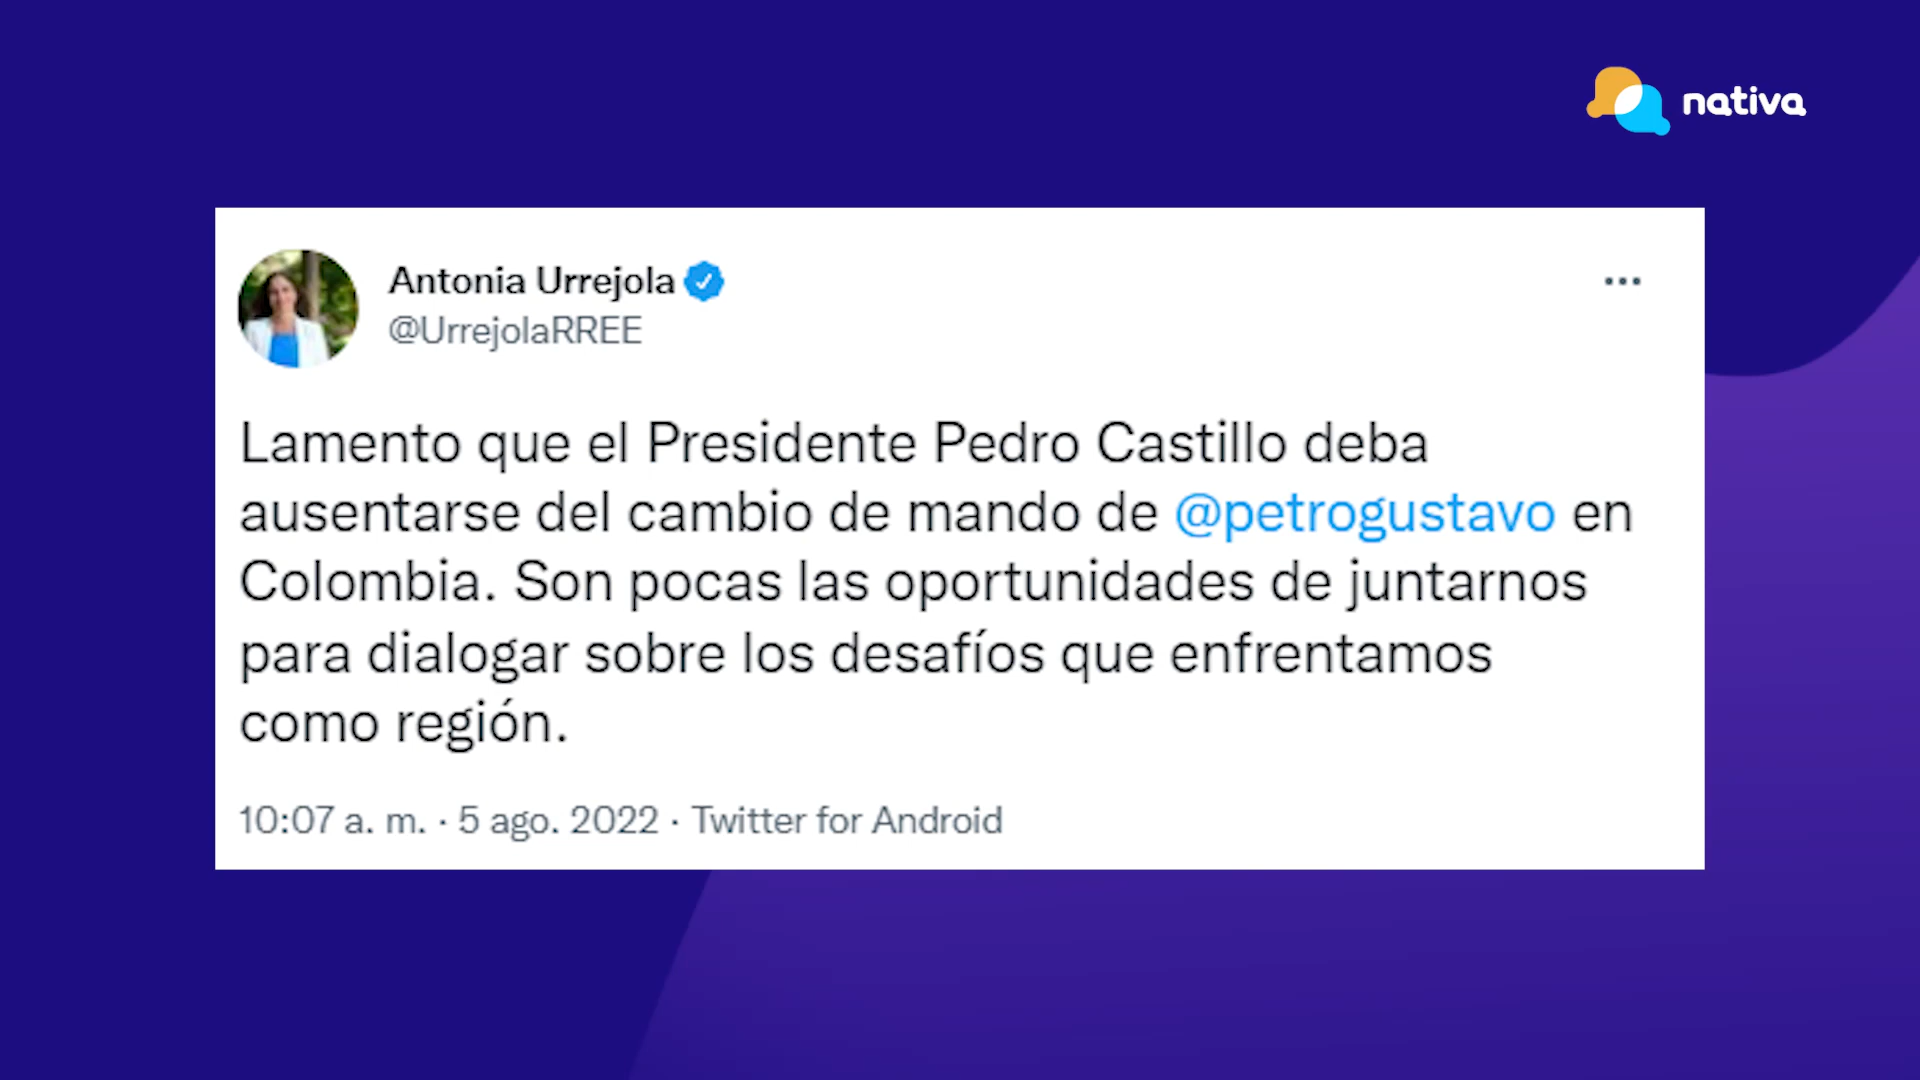 nativa
Antonia Urrejola
@UrrejolaRREE
Lamento que el Presidente Pedro Castillo deba
ausentarse del cambio de mando de @petrogustavo en
Colombia. Son pocas las oportunidades de juntarnos
para dialogar sobre los desafíos que enfrentamos
como región.
10:07 a. m. · 5 ago. 2022 · Twitter for Android